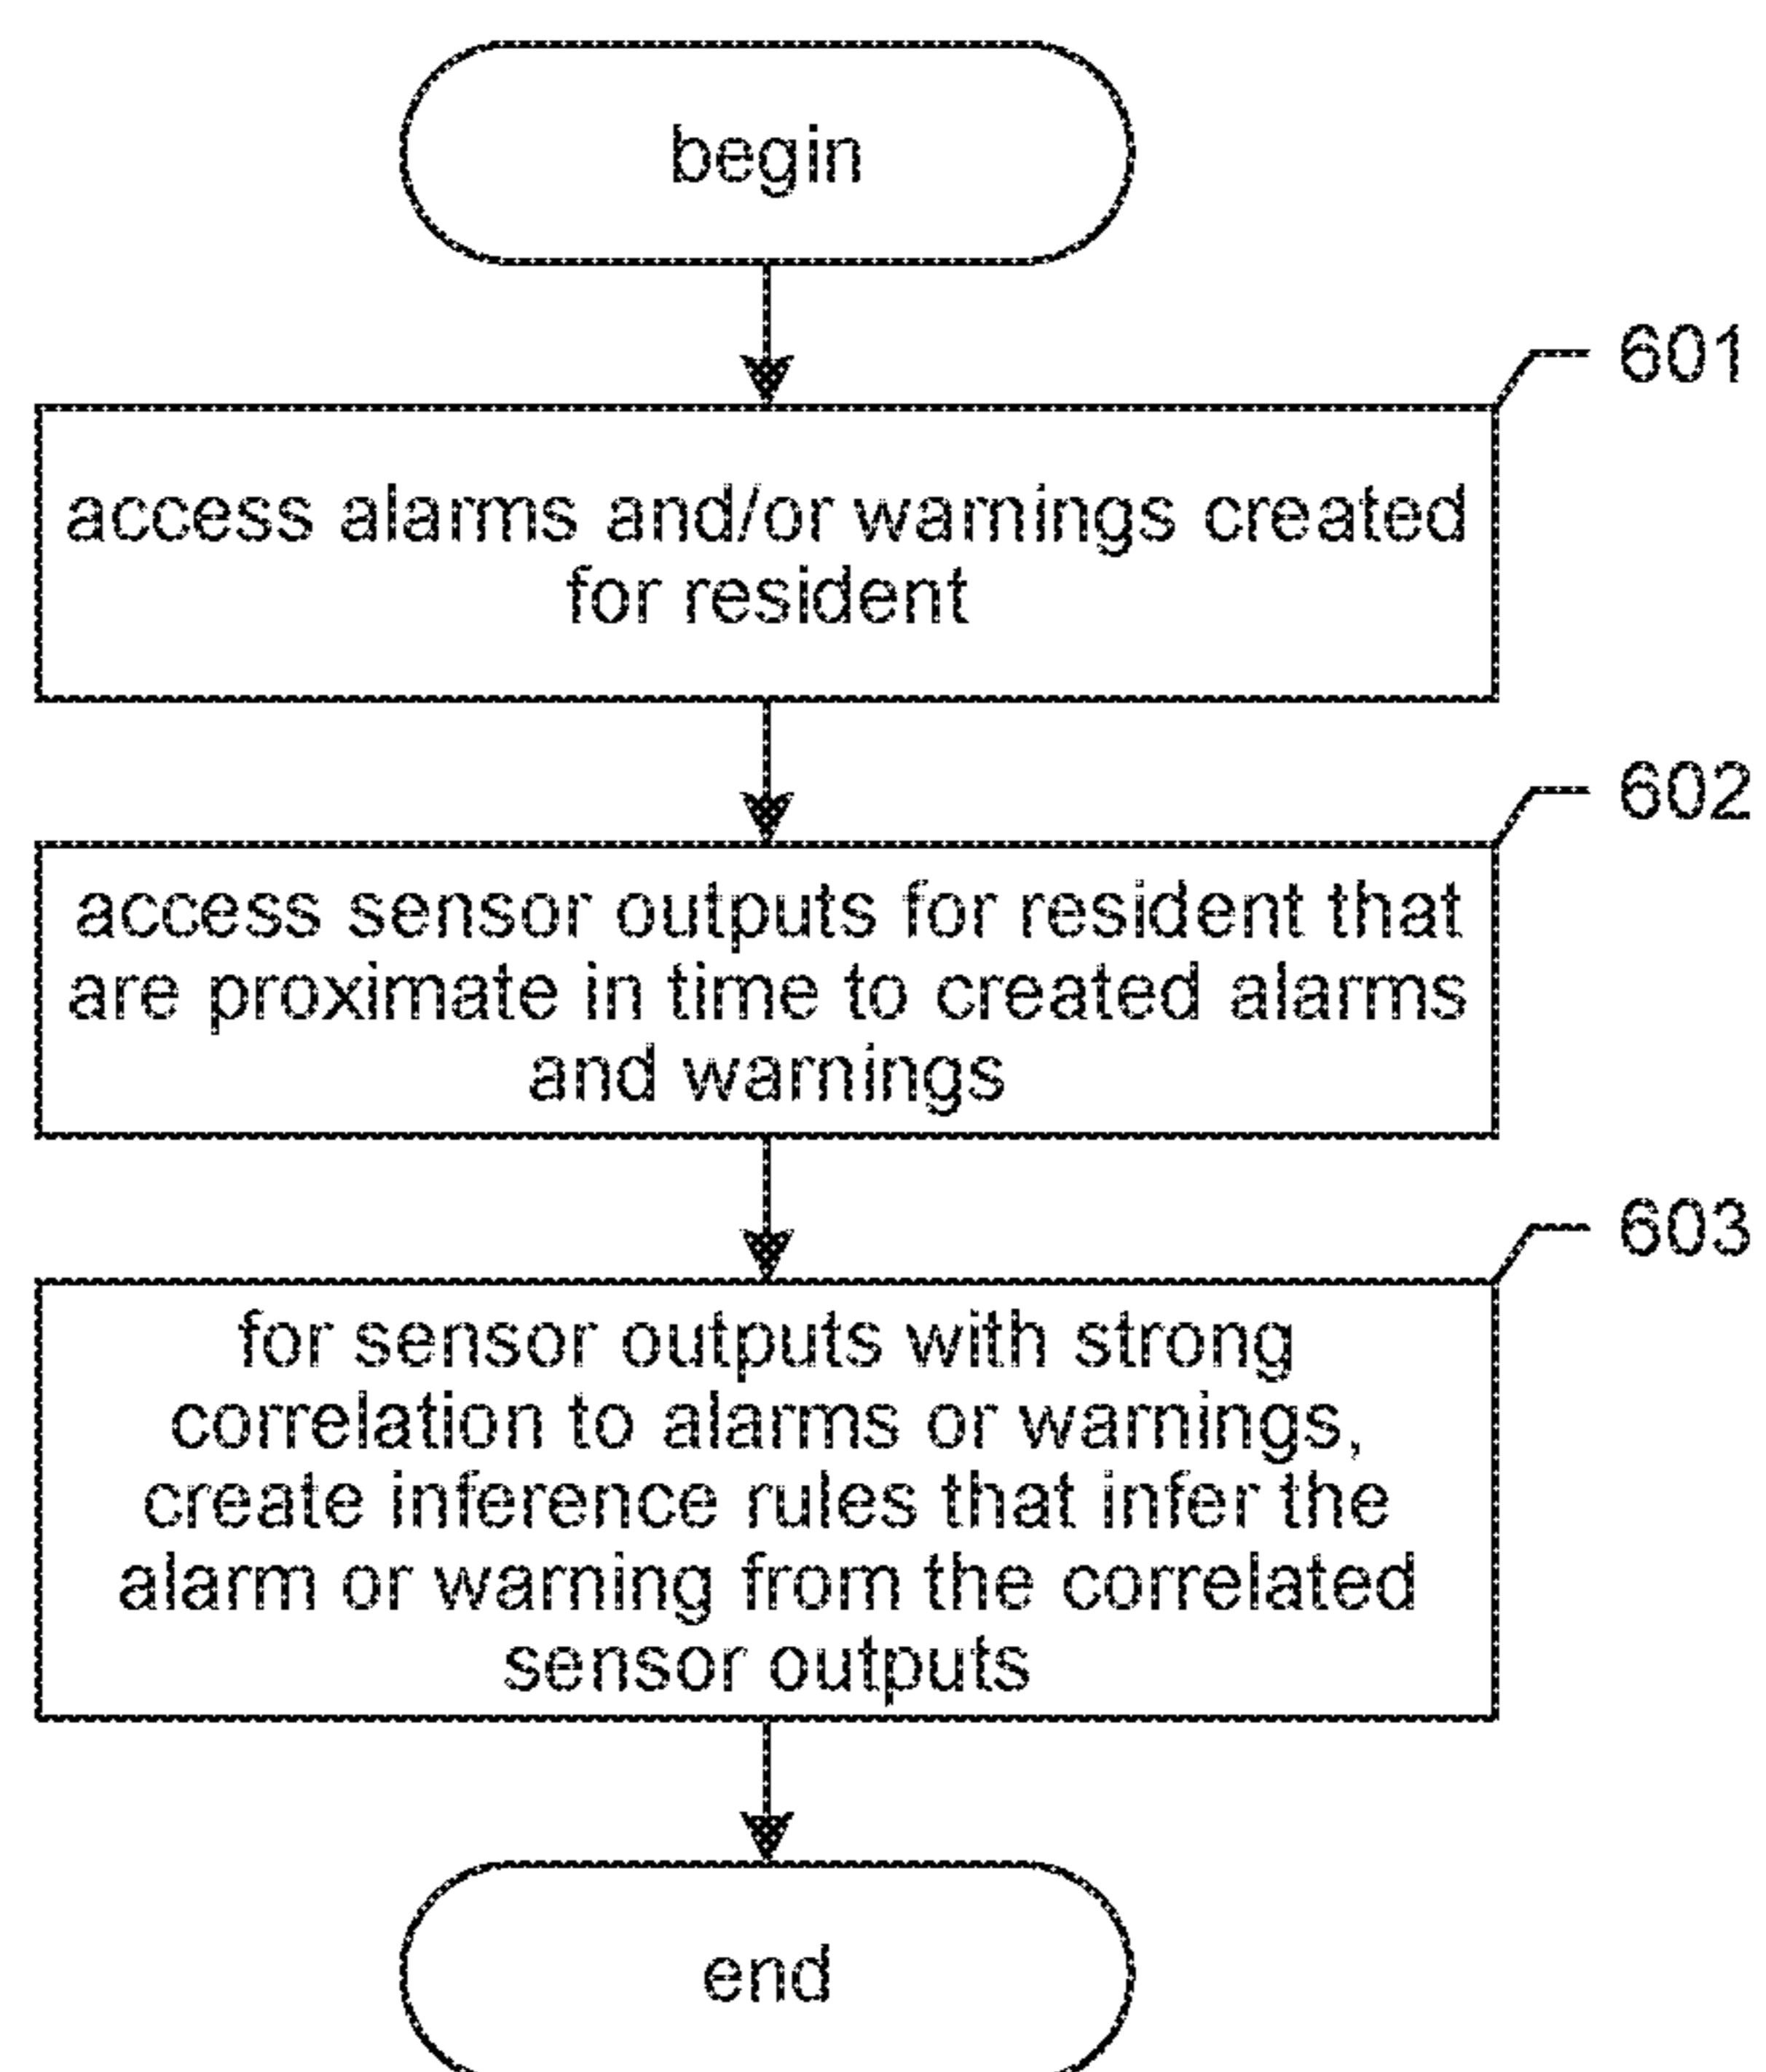 begin
601
access alarms and/or warnings created
for resident
602
access sensor outputs for resident that
are proximate in time to created alarms
and warnings
603
for sensor outputs with strong
correlation to alarms or warnings,
create inference rules that infer the
alarm or warning from the correlated
sensor outputs
end